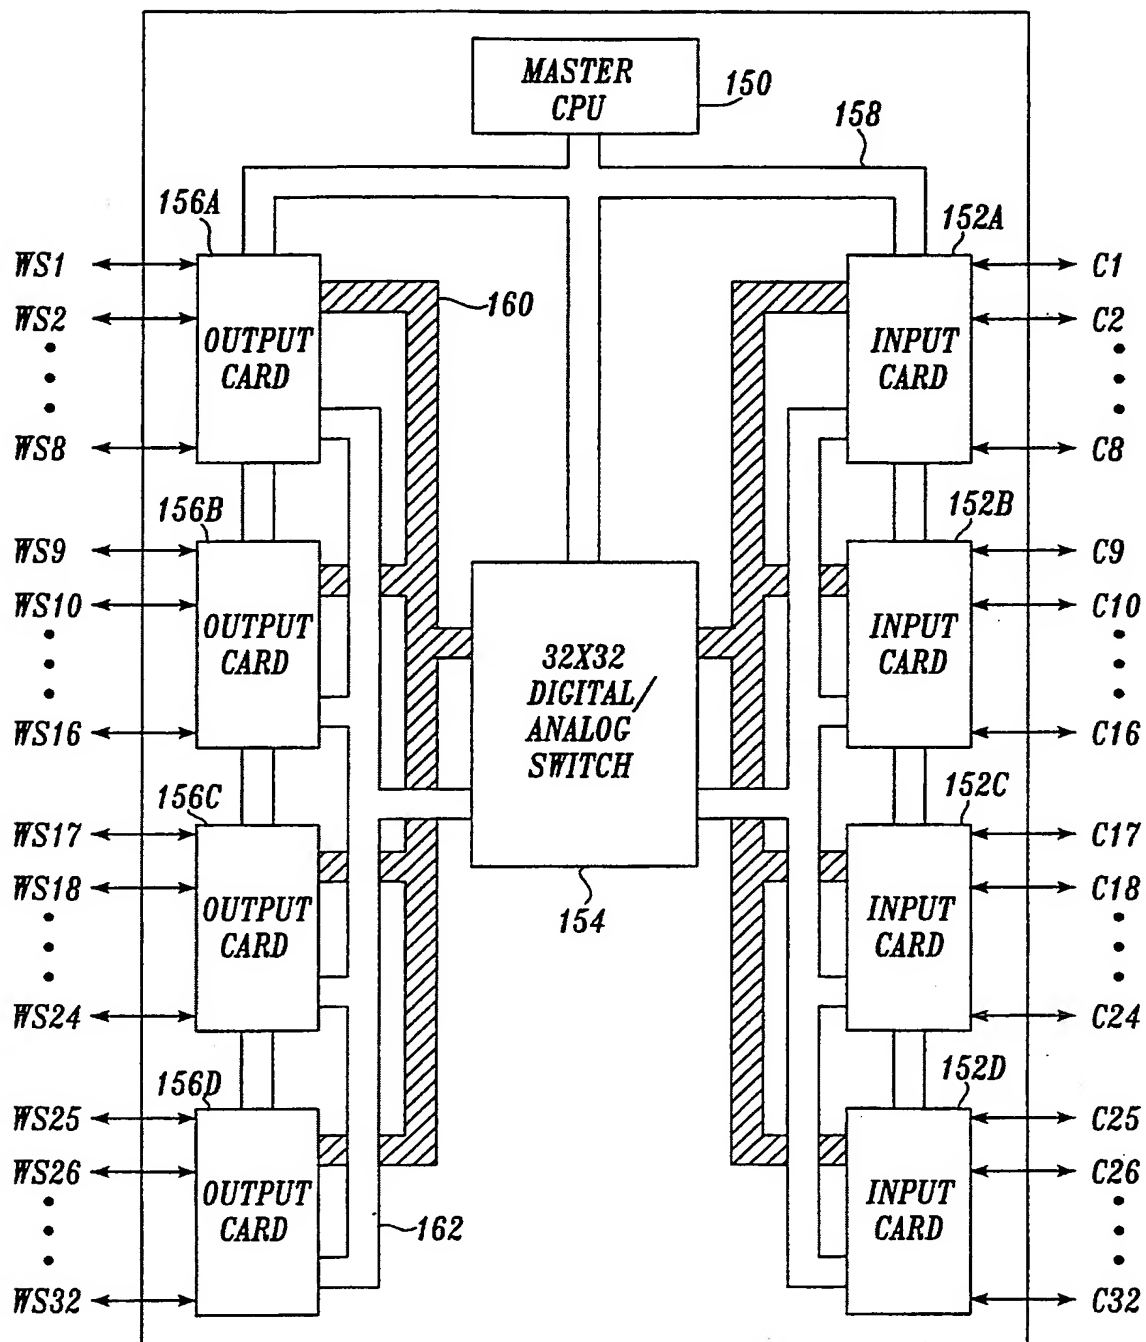 MASTER
CPU
150
158
156A
152A
WS1
C1
160
WS2
C2
OUTPUT
CARD
INPUT
CARD
WS8
C8
156B
152B
WS9
C9
WS10
C10
OUTPUT
CARD
INPUT
CARD
32X32
DIGITAL/
ANALOG
SWITCH
WS16
C16
156C
152C
WS17
C17
WS18
C18
154
OUTPUT
CARD
INPUT
CARD
WS24
C24
156D
152D
WS25
C25
WS26
C26
OUTPUT
CARD
INPUT
CARD
162
WS32
C32